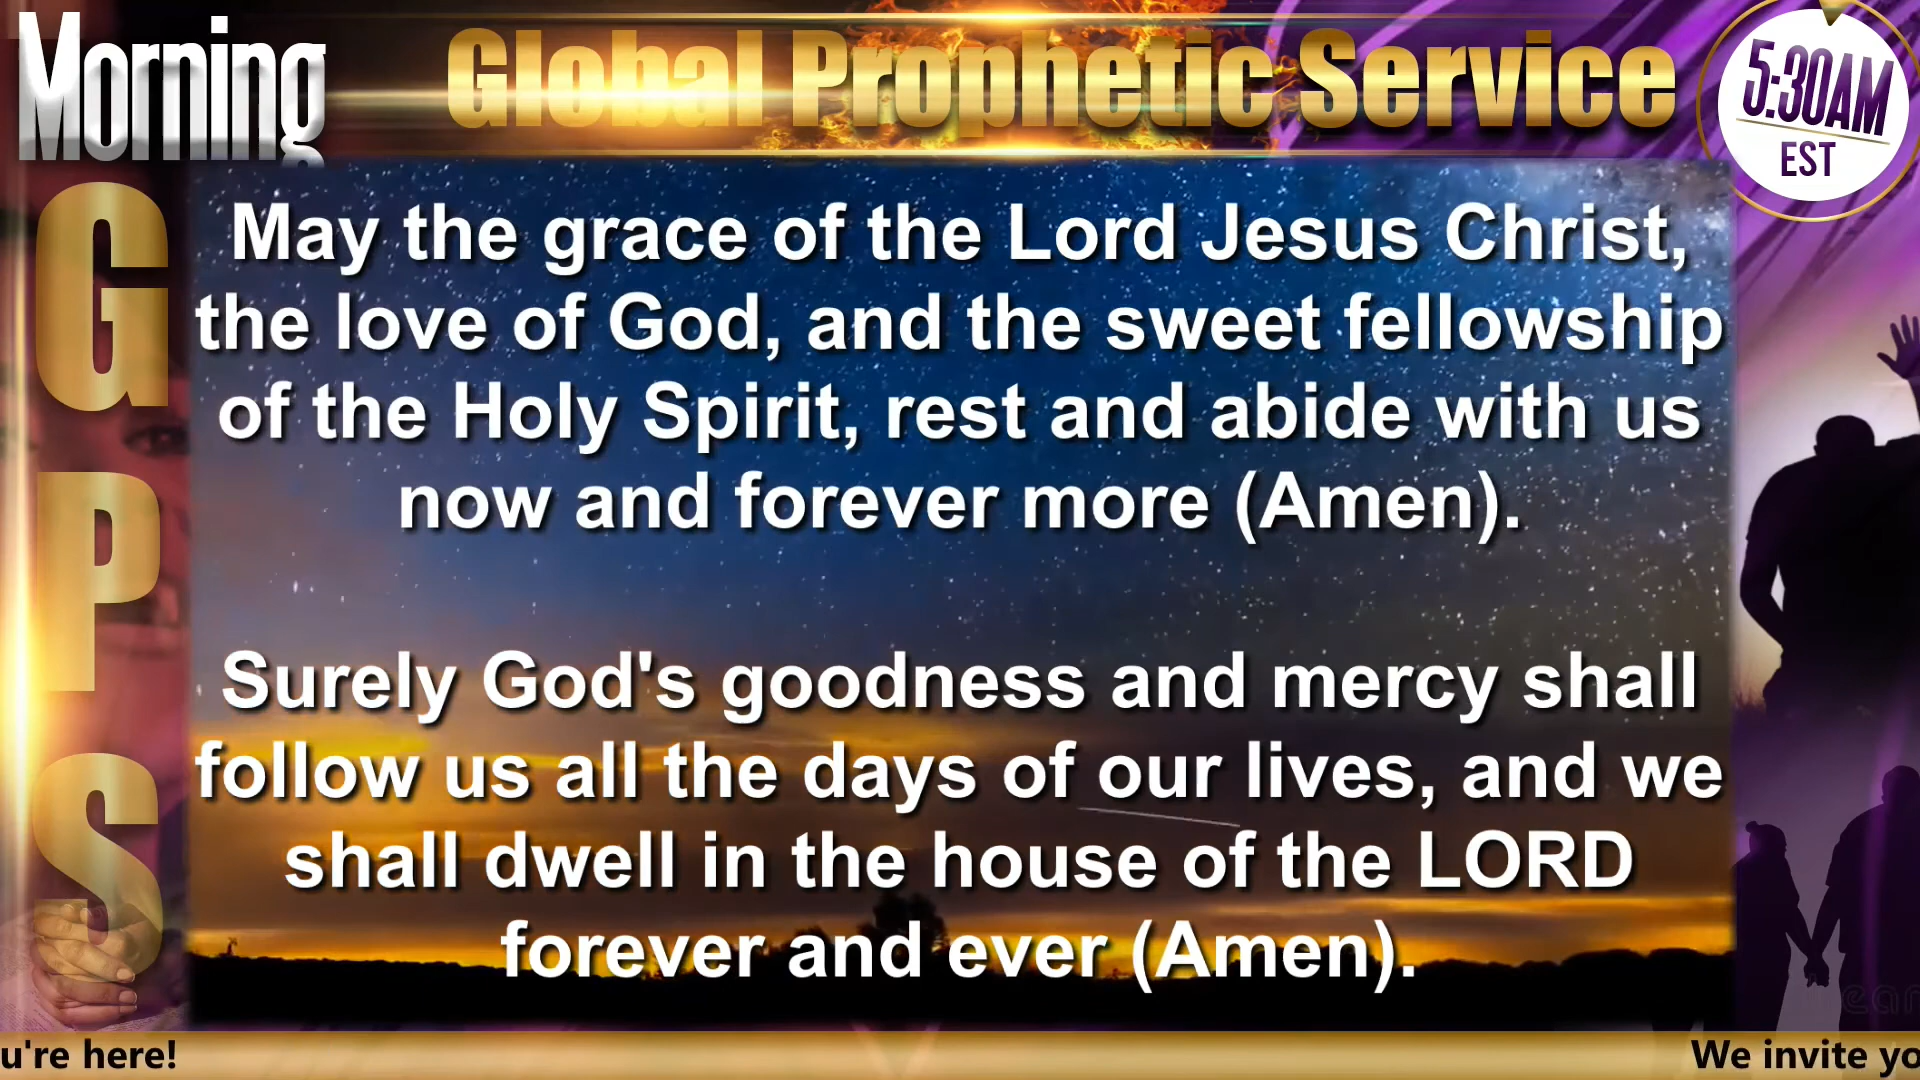 Morning
Global Prophetic Service
5:30AM
EST
G
P
S
May the grace of the Lord Jesus Christ,
the love of God, and the sweet fellowship
of the Holy Spirit, rest and abide with us
now and forever more (Amen).
Surely God's goodness and mercy shall
follow us all the days of our lives, and we
shall dwell in the house of the LORD
forever and ever (Amen).
u're here!
We invite yo